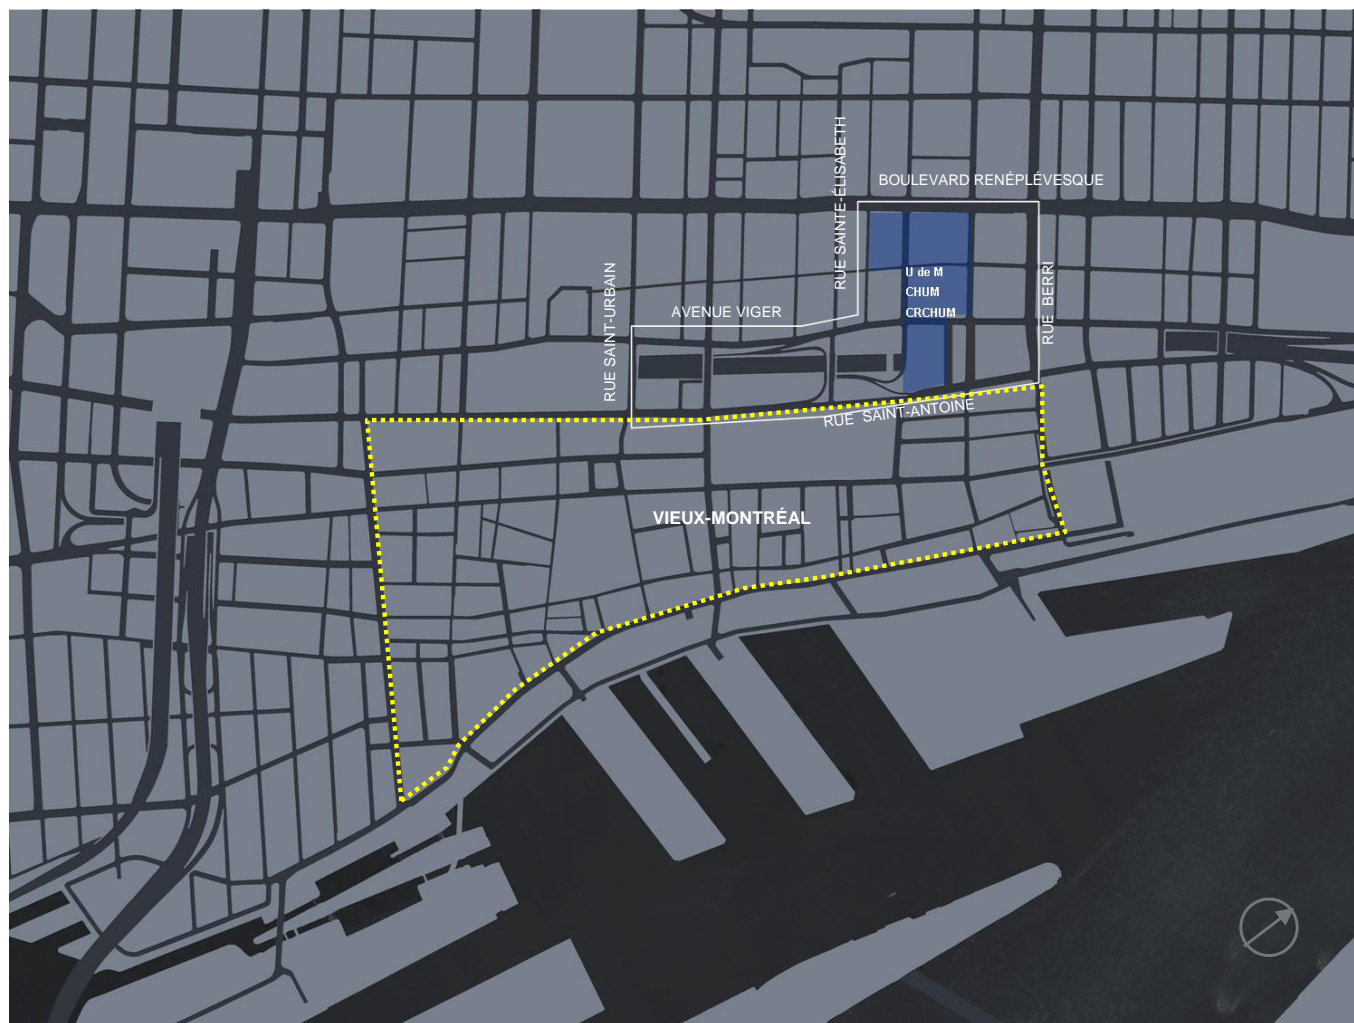 RUE SAINTE-ÉLISABETH
BOULEVARD RENÉPLÉVESQUE
RUE SAINT-URBAIN
AVENUE VIGER
U de M
CHUM
CRCHUM
RUE BERRI
RUE SAINT-ANTOINE
VIEUX-MONTRÉAL